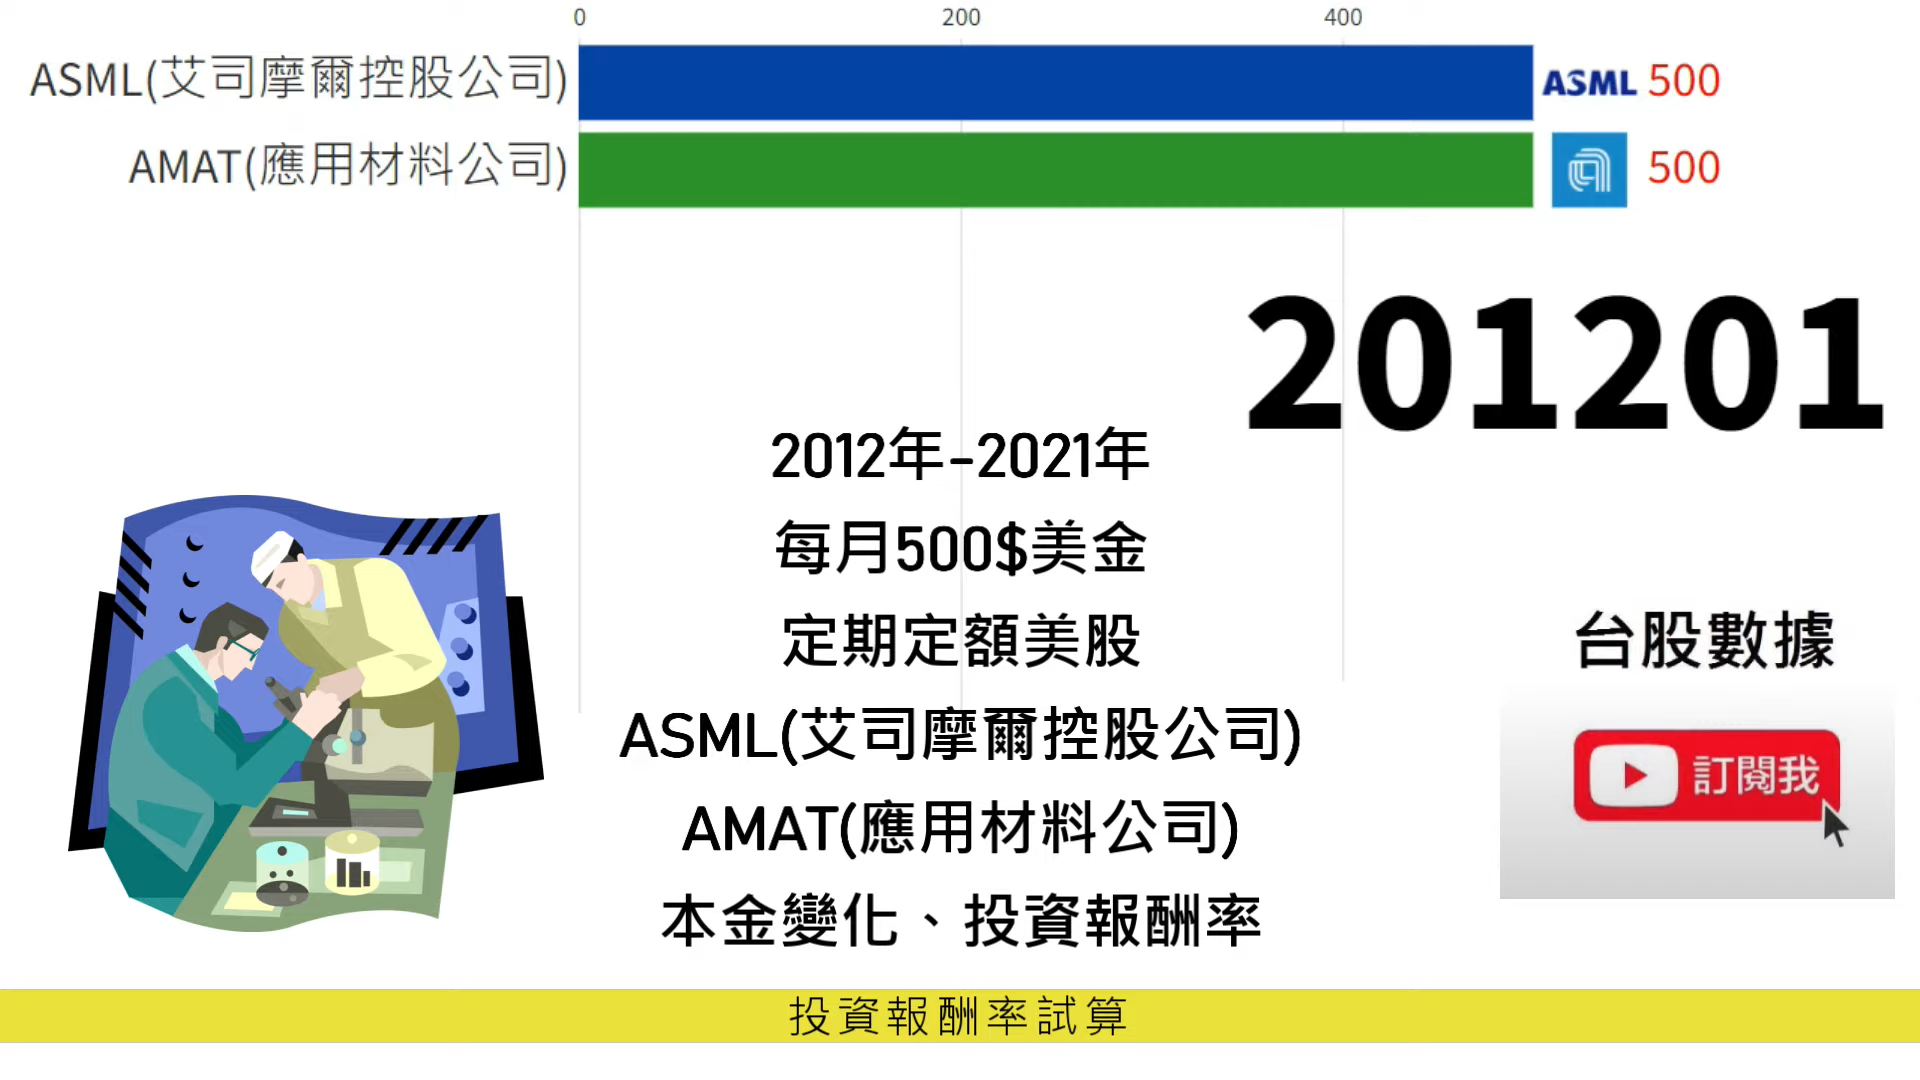 0 200 400
ASML(艾司摩爾控股公司) ASML 500
AMAT(應用材料公司) 500
201201
2012年-2021年
每月500$美金
定期定額美股
ASML(艾司摩爾控股公司)
AMAT(應用材料公司)
本金變化、投資報酬率
台股數據
訂閱我
投資報酬率試算